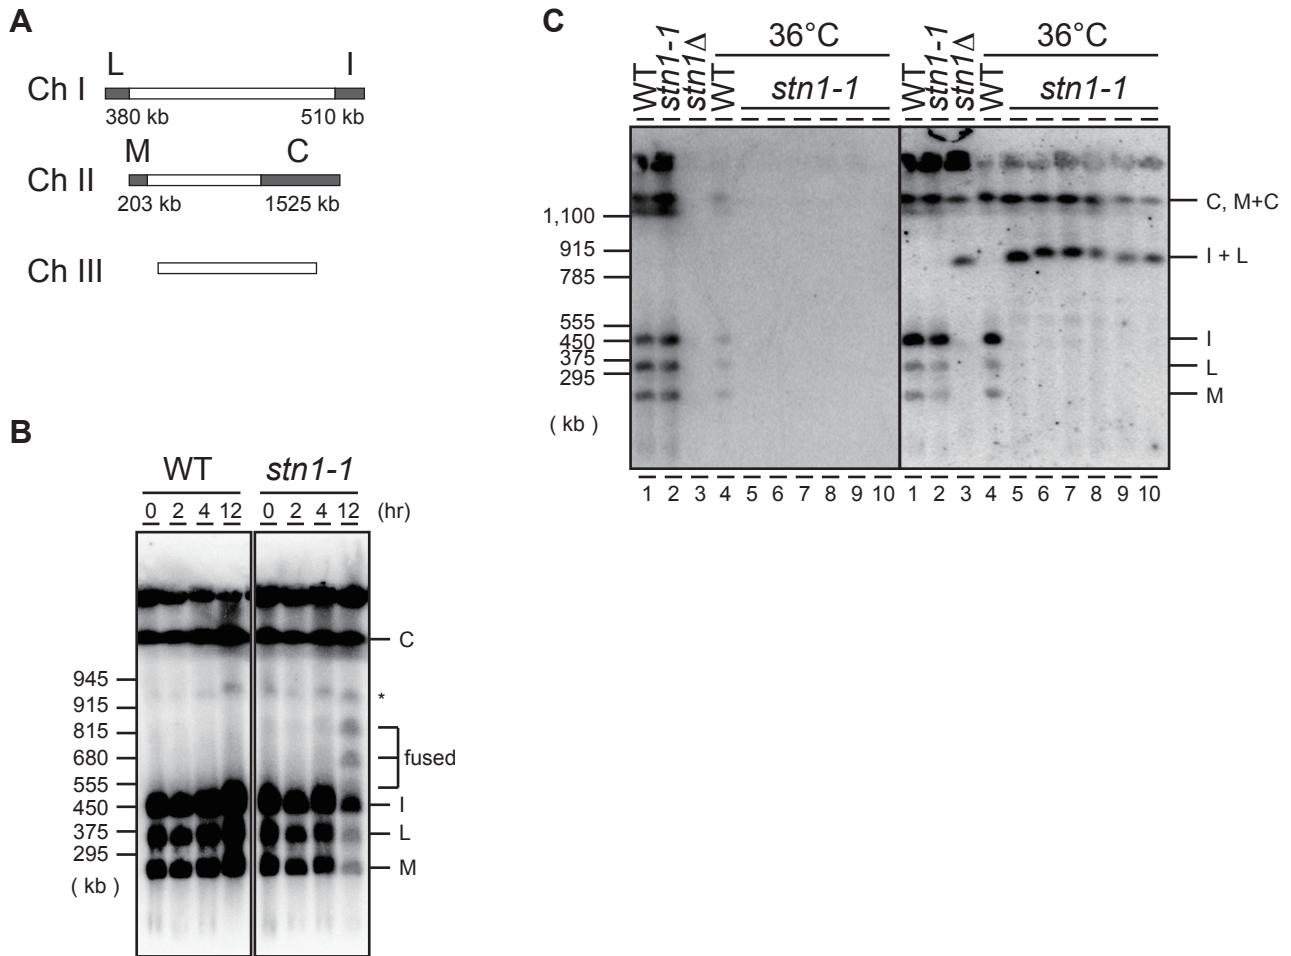 A
L I
Ch I
380 kb 510 kb
M C
Ch II
203 kb 1525 kb
Ch III
B
WT stn1-1
0 2 4 12 0 2 4 12 (hr)
C
945
915
815
680
555
450
375
295
( kb )
*
fused
I
L
M
C
WT stn1-1 stn1Δ WT 36°C stn1-1 WT stn1-1 stn1Δ WT 36°C stn1-1
1,100
915
785
555
450
375
295
( kb )
C, M+C
I + L
I
L
M
1 2 3 4 5 6 7 8 9 10 1 2 3 4 5 6 7 8 9 10